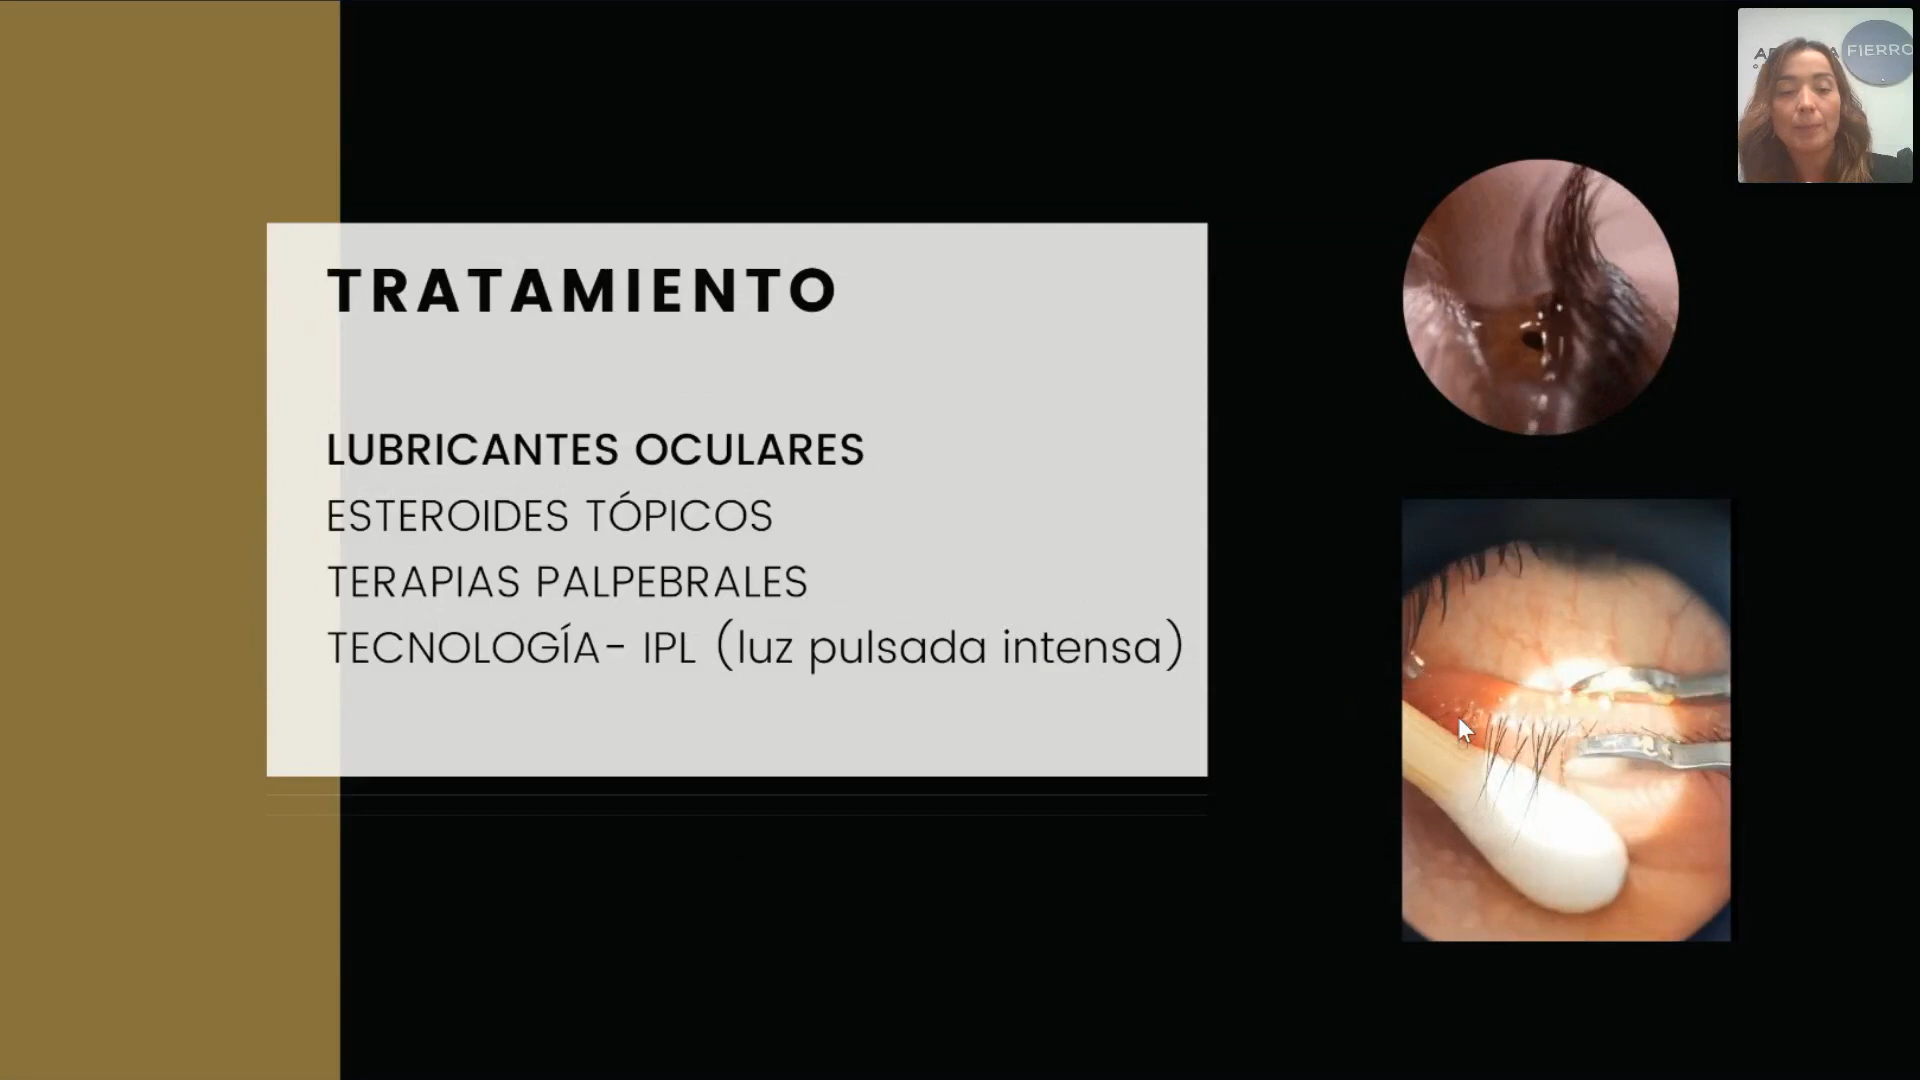 FIERRO
TRATAMIENTO
LUBRICANTES OCULARES
ESTEROIDES TÓPICOS
TERAPIAS PALPEBRALES
TECNOLOGÍA- IPL (luz pulsada intensa)